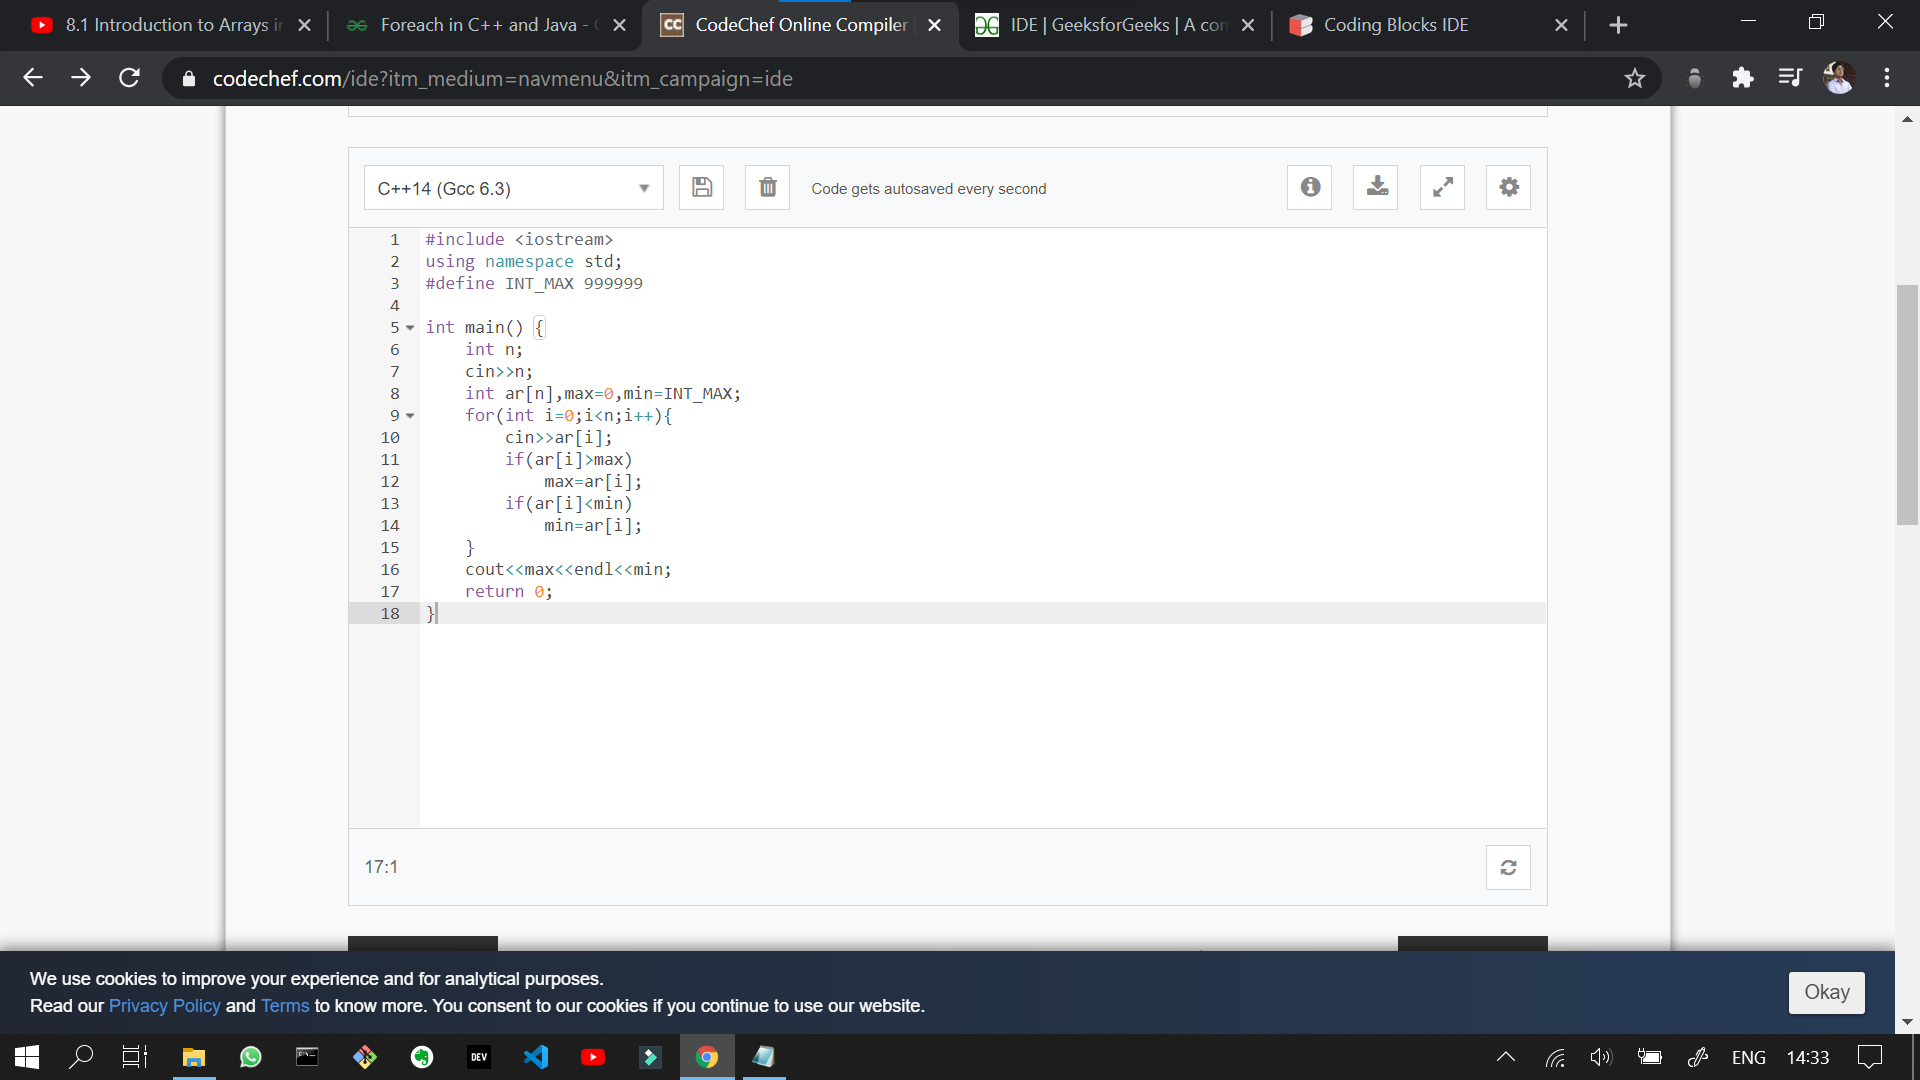 8.1 Introduction to Arrays in
Foreach in C++ and Java -
CodeChef Online Compiler
IDE | GeeksforGeeks | A com
Coding Blocks IDE
codechef.com/ide?itm_medium=navmenu&itm_campaign=ide
C++14 (Gcc 6.3)
Code gets autosaved every second
1 #include <iostream>
2 using namespace std;
3 #define INT_MAX 999999
4
5 int main() {
6 int n;
7 cin>>n;
8 int ar[n],max=0,min=INT_MAX;
9 for(int i=0;i<n;i++){
10 cin>>ar[i];
11 if(ar[i]>max)
12 max=ar[i];
13 if(ar[i]<min)
14 min=ar[i];
15 }
16 cout<<max<<endl<<min;
17 return 0;
18 }
17:1
We use cookies to improve your experience and for analytical purposes.
Read our Privacy Policy and Terms to know more. You consent to our cookies if you continue to use our website.
Okay
DEV
ENG
14:33